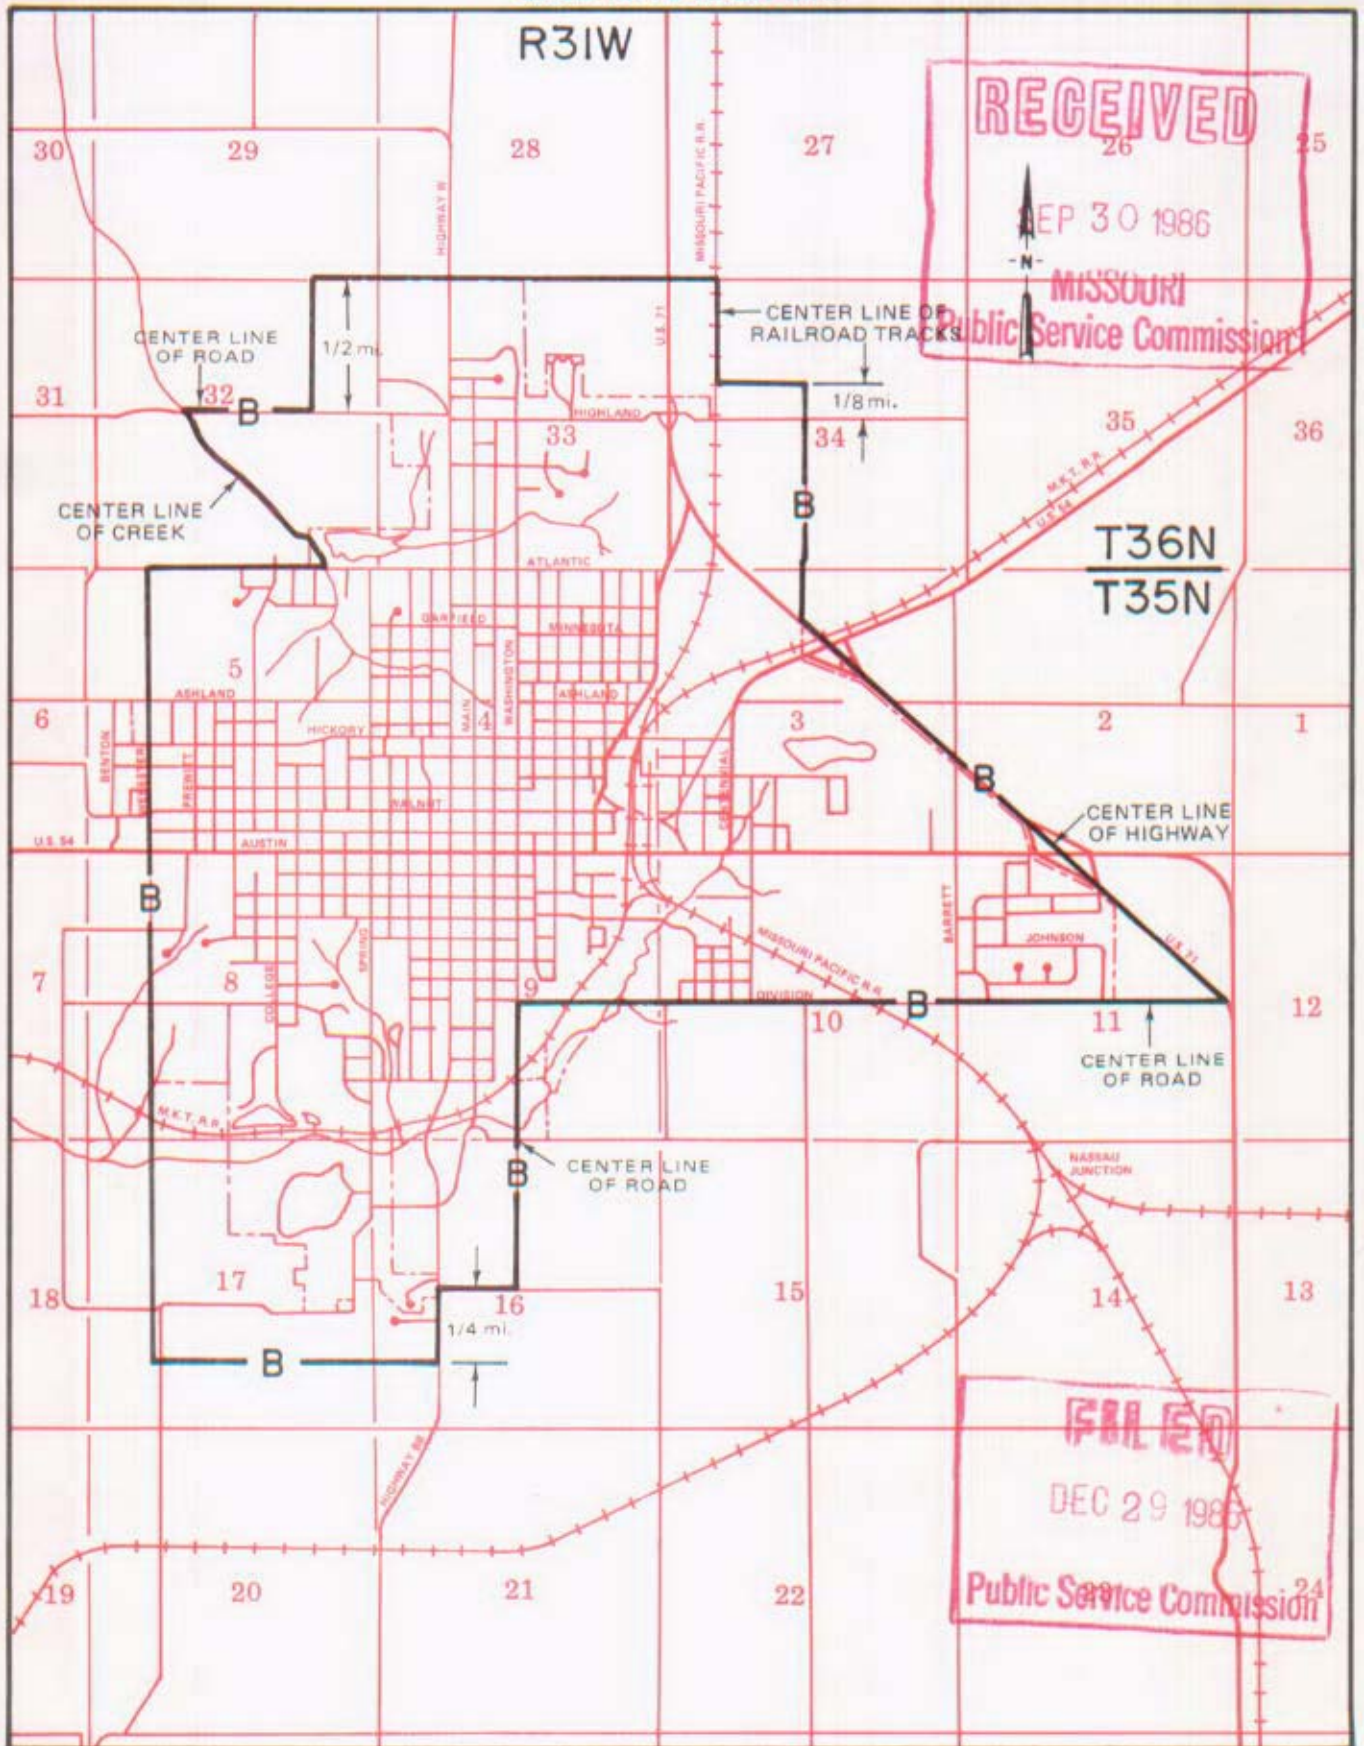 R31W
RECEIVED
30
29
28
27
26
25
SEP 30 1986
-N-
MISSOURI
Public Service Commission
HIGHWAY W
MISSOURI PACIFIC R.R.
U.S. 71
CENTER LINE
OF ROAD
1/2 mi.
CENTER LINE OF
RAILROAD TRACKS
1/8 mi.
31
32
B
33
HIGHLAND
34
35
36
M.K.T. R.R.
U.S. 54
B
CENTER LINE
OF CREEK
T36N
T35N
ATLANTIC
GARFIELD
MINNESOTA
WASHINGTON
5
ASHLAND
ASHLAND
6
HICKORY
MAIN
4
3
2
1
BENTON
WEBSTER
PREWITT
WALNUT
CENTENNIAL
B
CENTER LINE
OF HIGHWAY
U.S. 54
AUSTIN
B
BARRETT
JOHNSON
U.S. 71
MISSOURI PACIFIC R.R.
SPRING
COLLEGE
7
8
9
DIVISION
B
10
11
12
CENTER LINE
OF ROAD
M.K.T. R.R.
B
CENTER LINE
OF ROAD
NASSAU
JUNCTION
18
17
16
15
14
13
1/4 mi.
B
HIGHWAY BB
FILED
DEC 29 1986
Public Service Commission
19
20
21
22
23
24